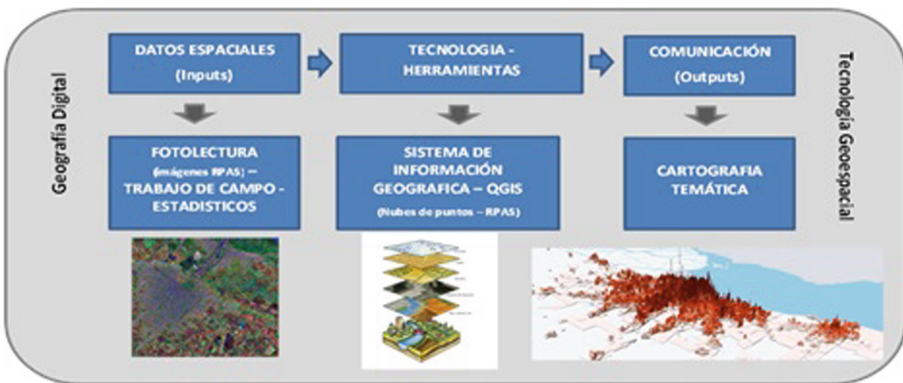 Geografía Digital
DATOS ESPACIALES
(Inputs)
TECNOLOGIA -
HERRAMIENTAS
COMUNICACIÓN
(Outputs)
FOTOLECTURA
(imágenes RPAS) –
TRABAJO DE CAMPO -
ESTADISTICOS
SISTEMA DE
INFORMACIÓN
GEOGRAFICA – QGIS
(Nubes de puntos – RPAS)
CARTOGRAFIA
TEMÁTICA
Tecnología Geoespacial